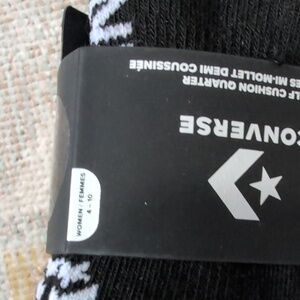 CONVERSE
LF CUSHION QUARTER
ES MI-MOLLET DEMI COUSSINÉE
WOMEN / FEMMES
4 - 10